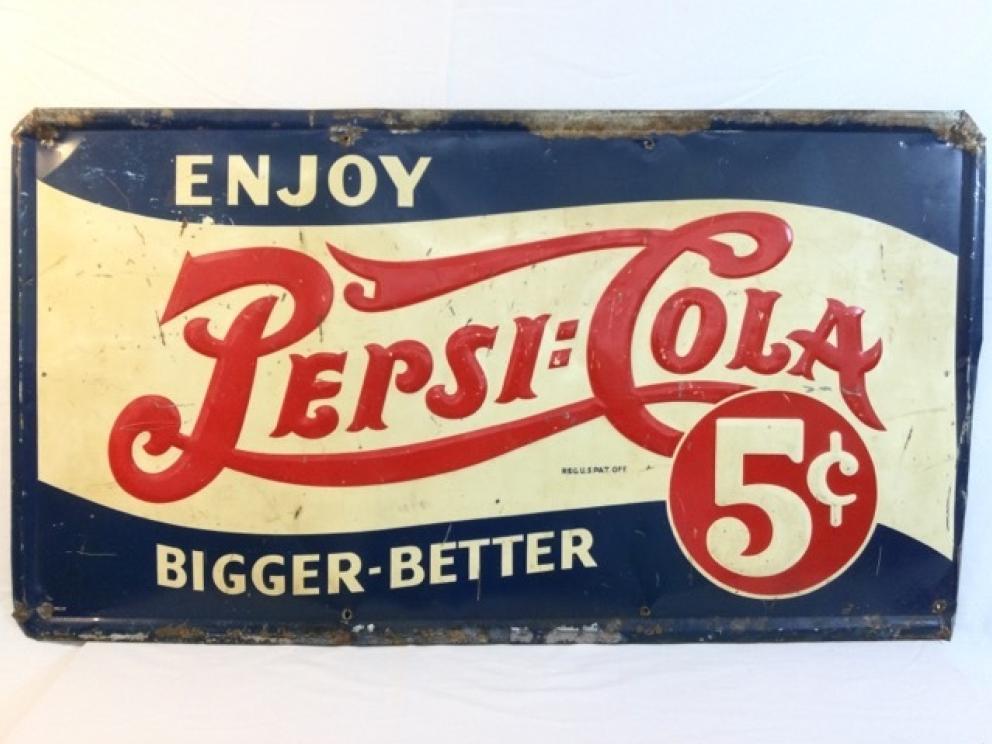 ENJOY
PEPSI=COLA
5¢
REG.U.S.PAT.OFF.
BIGGER-BETTER